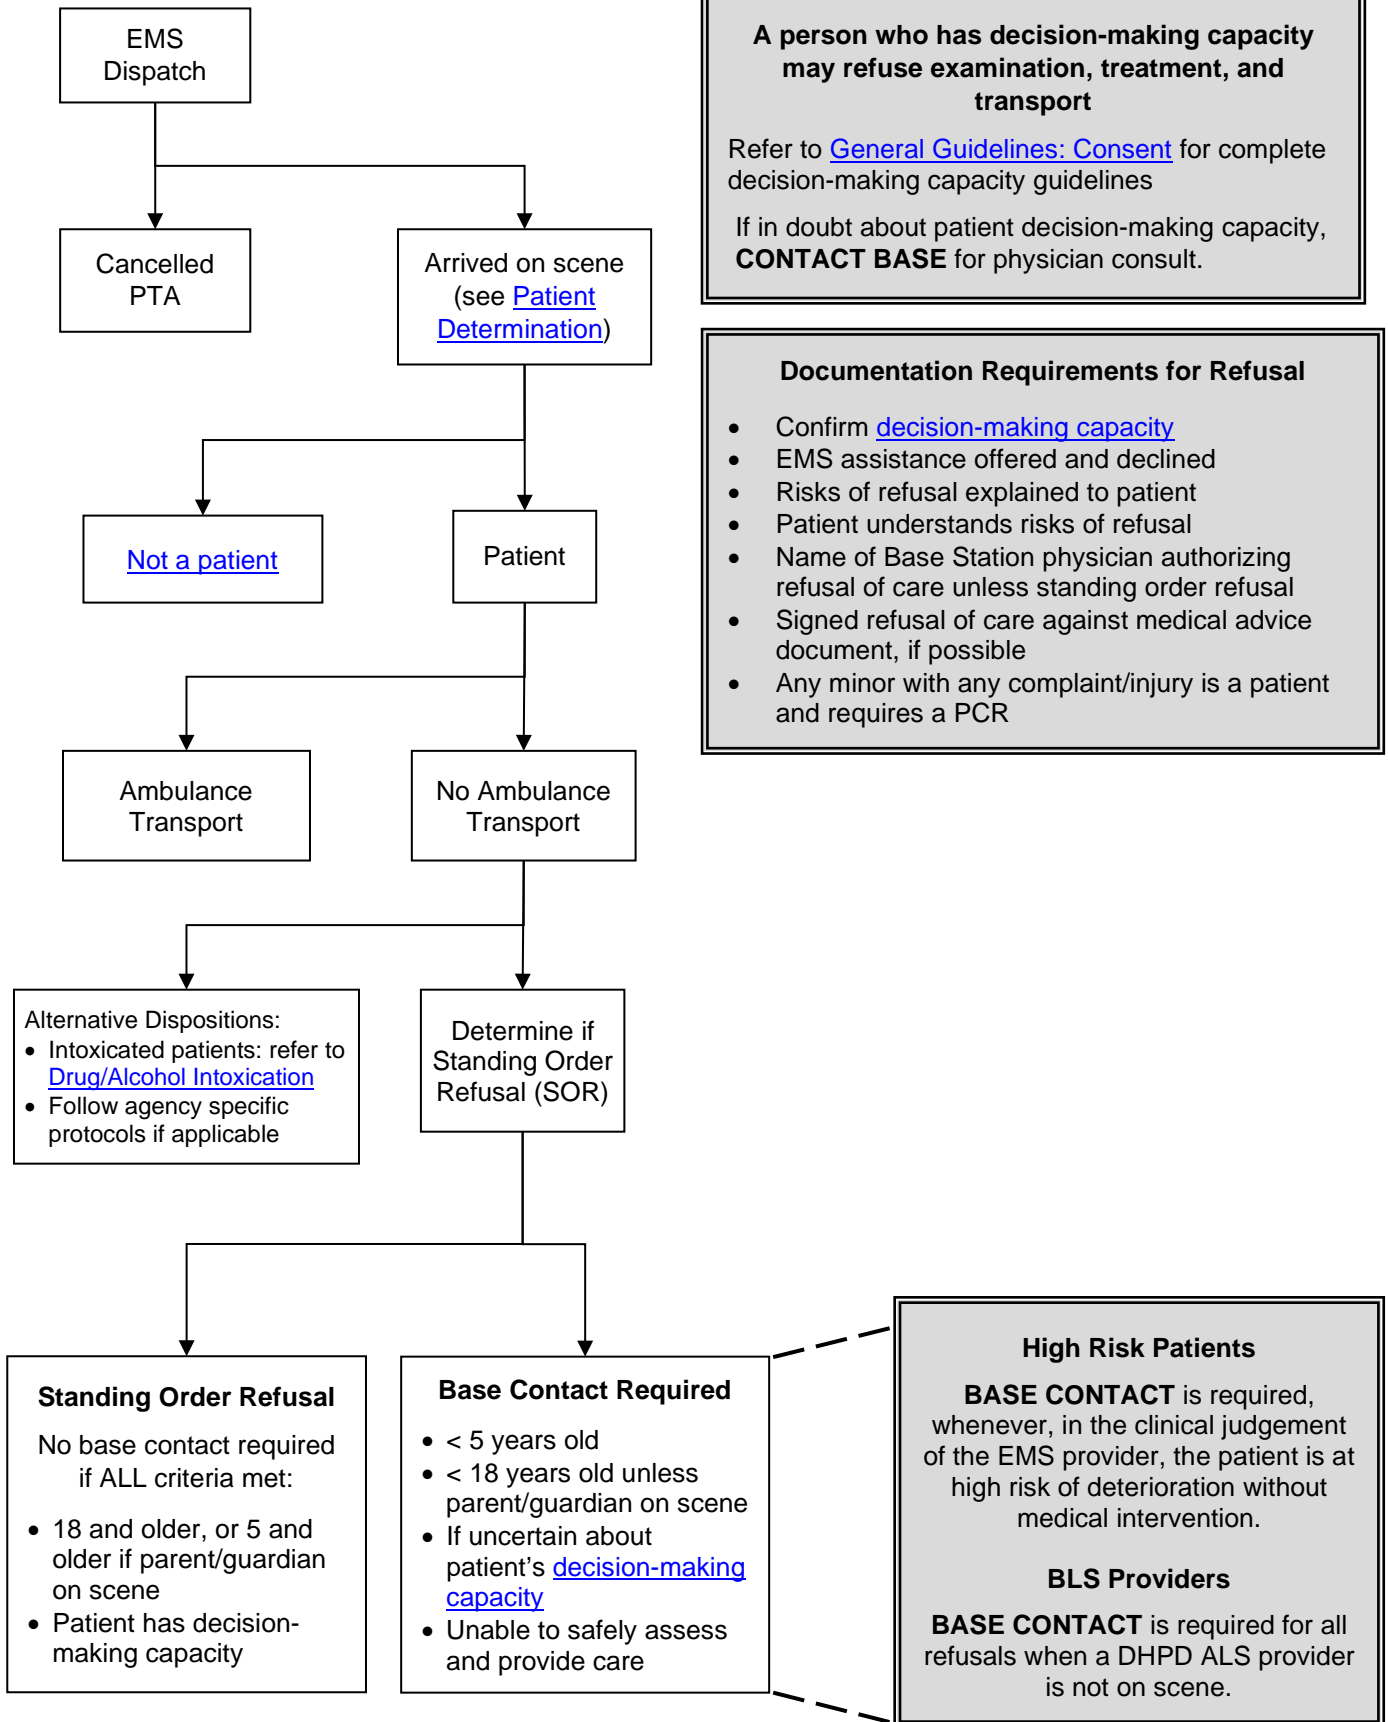 EMS
Dispatch
A person who has decision-making capacity
may refuse examination, treatment, and
transport
Refer to General Guidelines: Consent for complete
decision-making capacity guidelines
If in doubt about patient decision-making capacity,
CONTACT BASE for physician consult.
Cancelled
PTA
Arrived on scene
(see Patient
Determination)
Documentation Requirements for Refusal
• Confirm decision-making capacity
• EMS assistance offered and declined
• Risks of refusal explained to patient
• Patient understands risks of refusal
• Name of Base Station physician authorizing
refusal of care unless standing order refusal
• Signed refusal of care against medical advice
document, if possible
• Any minor with any complaint/injury is a patient
and requires a PCR
Not a patient
Patient
Ambulance
Transport
No Ambulance
Transport
Alternative Dispositions:
• Intoxicated patients: refer to
Drug/Alcohol Intoxication
• Follow agency specific
protocols if applicable
Determine if
Standing Order
Refusal (SOR)
Standing Order Refusal
No base contact required
if ALL criteria met:
• 18 and older, or 5 and
older if parent/guardian
on scene
• Patient has decision-
making capacity
Base Contact Required
• < 5 years old
• < 18 years old unless
parent/guardian on scene
• If uncertain about
patient’s decision-making
capacity
• Unable to safely assess
and provide care
High Risk Patients
BASE CONTACT is required,
whenever, in the clinical judgement
of the EMS provider, the patient is at
high risk of deterioration without
medical intervention.
BLS Providers
BASE CONTACT is required for all
refusals when a DHPD ALS provider
is not on scene.